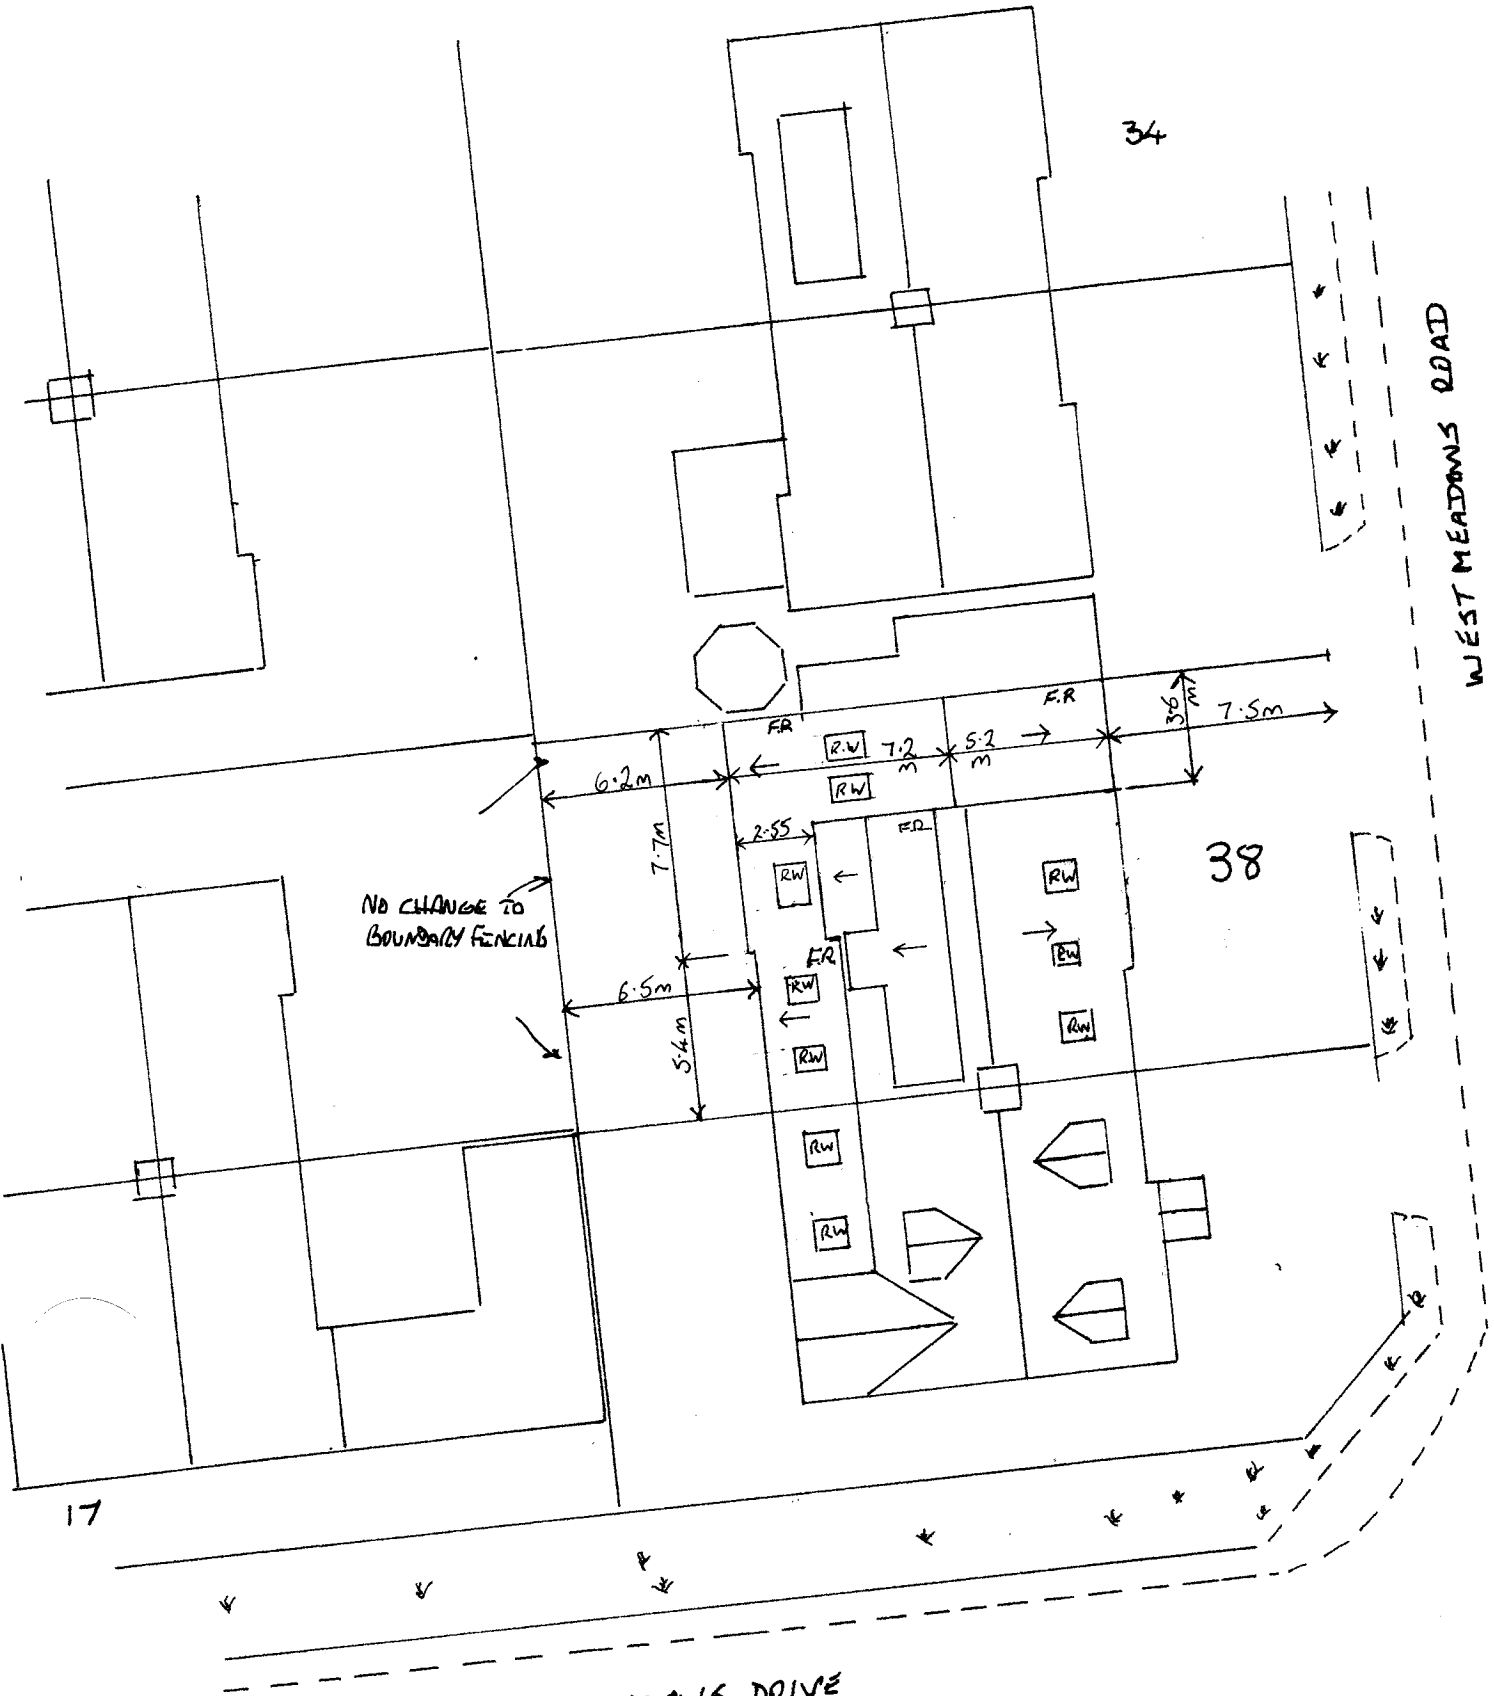 34
WEST MEADOWS ROAD
F.R
F.R
3.6
m
7.5m
R.W
7.2
m
5.2
m
6.2m
RW
2.55
F.R.
7.7m
RW
RW
38
NO CHANGE TO
BOUNDARY FENCING
F.R.
RW
RW
6.5m
RW
RW
5.4m
RW
RW
17
DRIVE